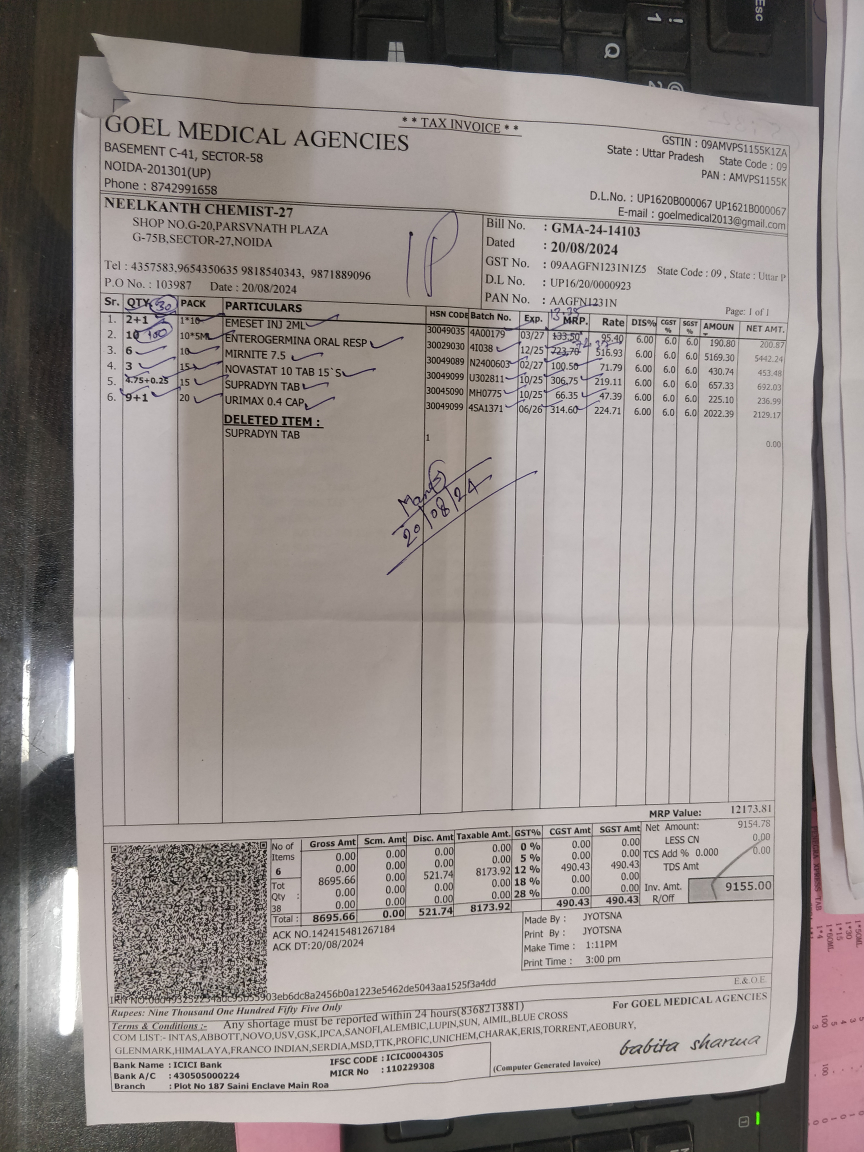 ** TAX INVOICE **
GOEL MEDICAL AGENCIES
BASEMENT C-41, SECTOR-58
NOIDA-201301(UP)
Phone : 8742991658
GSTIN : 09AMVPS1155K1ZA
State : Uttar Pradesh State Code : 09
PAN : AMVPS1155K
D.L.No. : UP1620B000067 UP1621B000067
E-mail : goelmedical2013@gmail.com
NEELKANTH CHEMIST-27
SHOP NO.G-20,PARSVNATH PLAZA
G-75B,SECTOR-27,NOIDA
Tel : 4357583,9654350635 9818540343, 9871889096
P.O No. : 103987 Date : 20/08/2024
IP
Bill No. : GMA-24-14103
Dated : 20/08/2024
GST No. : 09AAGFN1231N1Z5 State Code : 09 , State : Uttar P
D.L No. : UP16/20/0000923
PAN No. : AAGFN1231N
Page: 1 of 1
Sr. QTY. PACK PARTICULARS HSN CODE Batch No. Exp. MRP. Rate DIS% CGST % SGST % AMOUN NET AMT.
30
1. 2+1 1*10 EMESET INJ 2ML 30049035 4A00179 03/27 133.50 95.40 6.00 6.0 6.0 190.80 200.87
2. 10 100 10*5ML ENTEROGERMINA ORAL RESP 30029030 4I038 12/25 723.70 516.93 6.00 6.0 6.0 5169.30 5442.24
3. 6 10 MIRNITE 7.5 30049089 N2400603 02/27 100.50 71.79 6.00 6.0 6.0 430.74 453.48
4. 3 15 NOVASTAT 10 TAB 15`S 30049099 U302811 10/25 306.75 219.11 6.00 6.0 6.0 657.33 692.03
5. 4.75+0.25 15 SUPRADYN TAB 30045090 MH0775 10/25 66.35 47.39 6.00 6.0 6.0 225.10 236.99
6. 9+1 20 URIMAX 0.4 CAP 30049099 4SA1371 06/26 314.60 224.71 6.00 6.0 6.0 2022.39 2129.17
DELETED ITEM :
SUPRADYN TAB 1 0.00
20/08/24
MRP Value: 12173.81
No of Items 6
Tot Qty : 38
Gross Amt Scm. Amt Disc. Amt Taxable Amt. GST% CGST Amt SGST Amt
0.00 0.00 0.00 0.00 0 % 0.00 0.00
0.00 0.00 0.00 0.00 5 % 0.00 0.00
8695.66 0.00 521.74 8173.92 12 % 490.43 490.43
0.00 0.00 0.00 0.00 18 % 0.00 0.00
0.00 0.00 0.00 0.00 28 % 0.00 0.00
Total : 8695.66 0.00 521.74 8173.92 490.43 490.43
Net Amount: 9154.78
LESS CN 0.00
TCS Add % 0.000 0.00
TDS Amt
Inv. Amt. 9155.00
R/Off
ACK NO.142415481267184
ACK DT:20/08/2024
Made By : JYOTSNA
Print By : JYOTSNA
Make Time : 1:11PM
Print Time : 3:00 pm
E.& O.E.
Rupees: Nine Thousand One Hundred Fifty Five Only
For GOEL MEDICAL AGENCIES
Terms & Conditions :- Any shortage must be reported within 24 hours(8368213881)
COM LIST:- INTAS,ABBOTT,NOVO,USV,GSK,IPCA,SANOFI,ALEMBIC,LUPIN,SUN, AIMIL,BLUE CROSS
GLENMARK,HIMALAYA,FRANCO INDIAN,SERDIA,MSD,TTK,PROFIC,UNICHEM,CHARAK,ERIS,TORRENT,AEOBURY,
babita sharma
Bank Name : ICICI Bank IFSC CODE : ICIC0004305
Bank A/C : 430505000224 MICR No : 110229308
Branch : Plot No 187 Saini Enclave Main Roa
(Computer Generated Invoice)